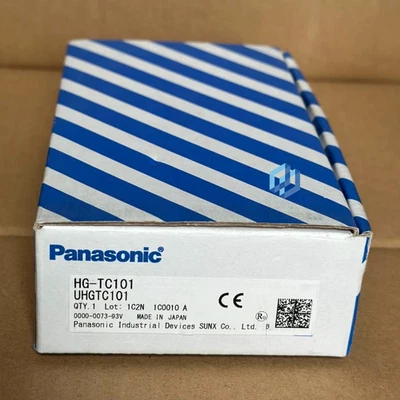 Panasonic
HG-TC101
UHGTC101
QTY.1 Lot: 1C2N 1C0010 A
0000-0073-93V MADE IN JAPAN
Panasonic Industrial Devices SUNX Co., Ltd. B
CE
R